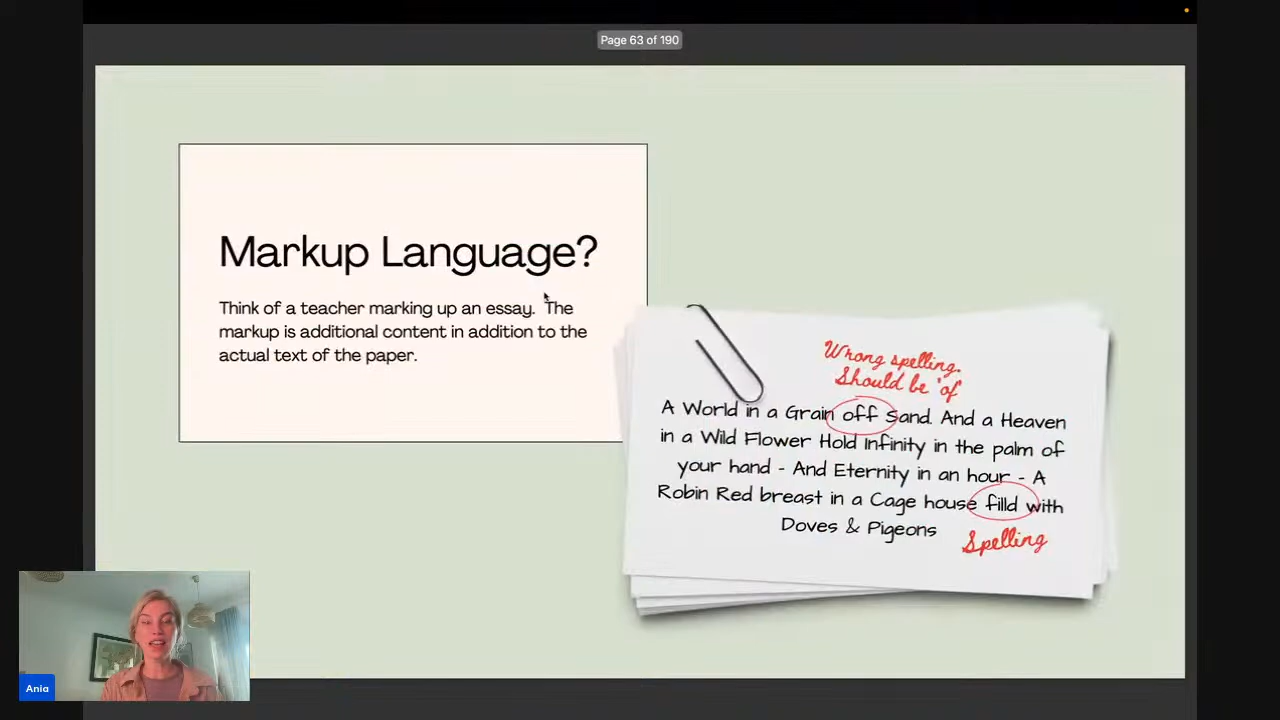 Page 63 of 190
Markup Language?
Think of a teacher marking up an essay.  The
markup is additional content in addition to the
actual text of the paper.
Wrong spelling.
Should be 'of'
A World in a Grain off Sand. And a Heaven
in a Wild Flower Hold Infinity in the palm of
your hand - And Eternity in an hour - A
Robin Red breast in a Cage house filld with
Doves & Pigeons
Spelling
Ania